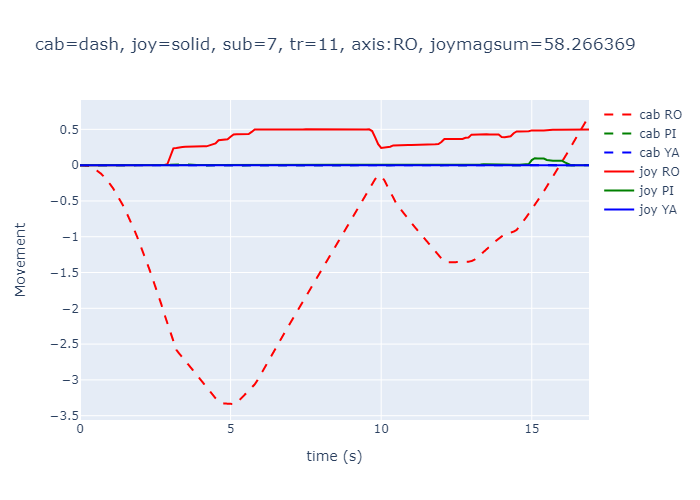 cab=dash, joy=solid, sub=7, tr=11, axis:RO, joymagsum=58.266369
cab RO
cab PI
cab YA
joy RO
joy PI
joy YA
0.5
0
−0.5
−1
−1.5
−2
−2.5
−3
−3.5
Movement
0 5 10 15
time (s)